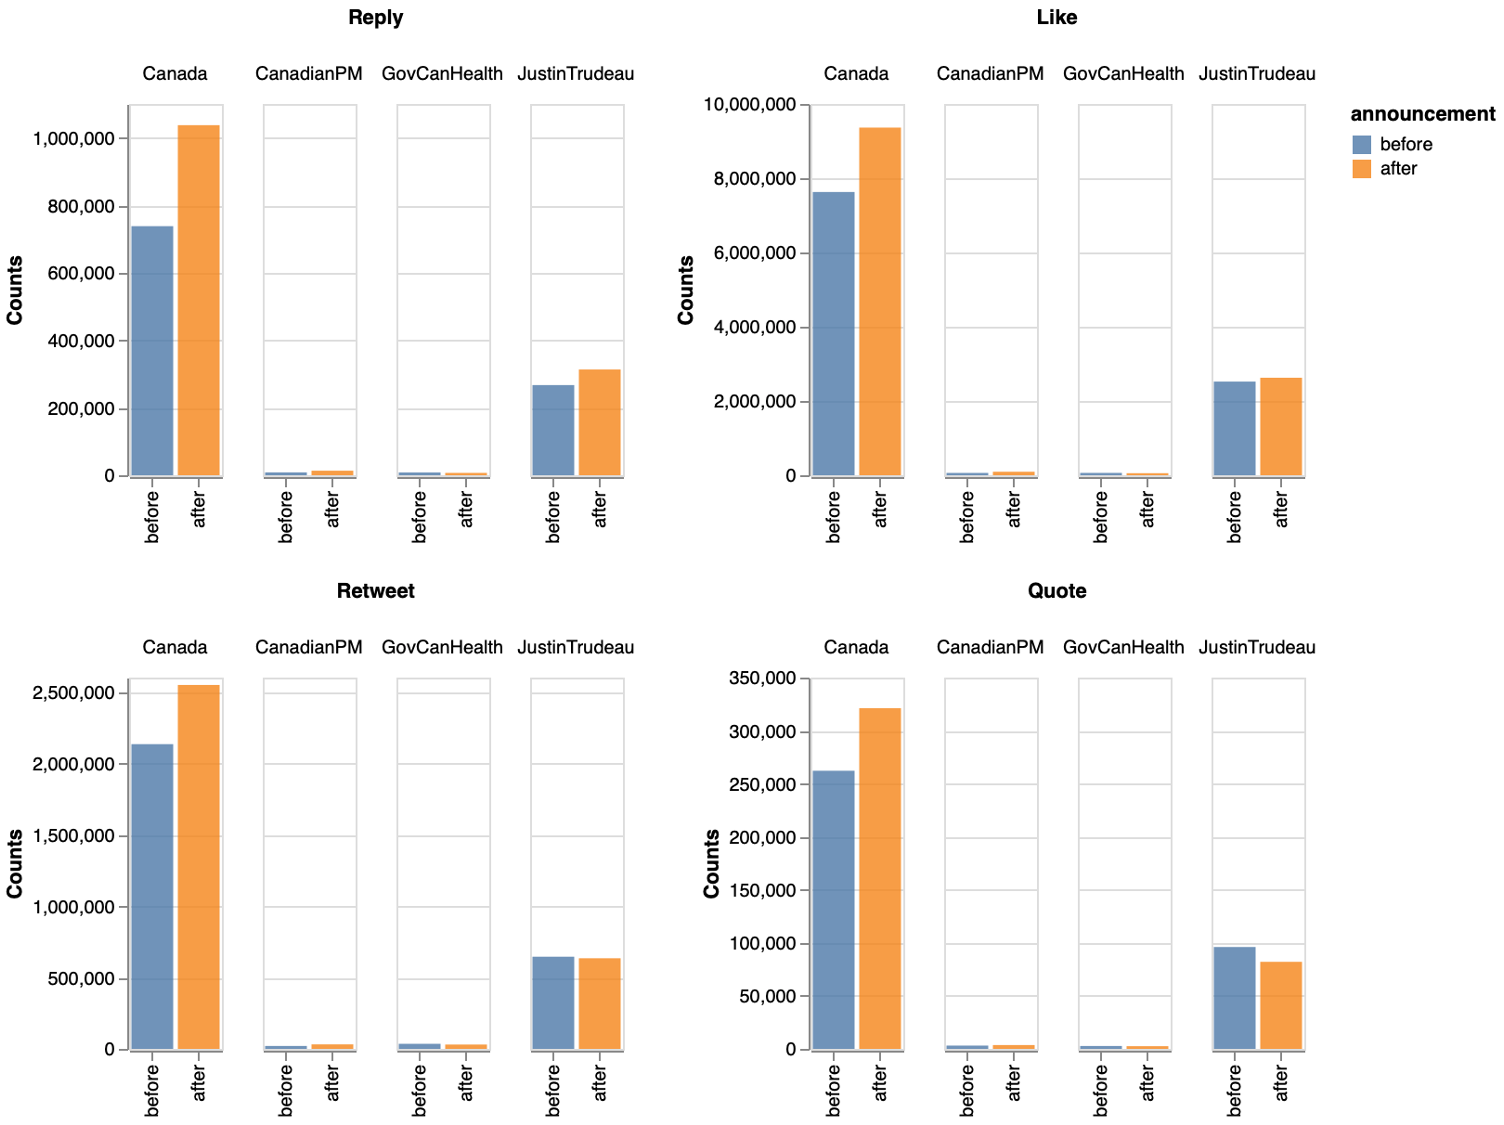 Reply
Canada CanadianPM GovCanHealth JustinTrudeau
1,000,000
800,000
600,000
400,000
200,000
0
Counts
before after before after before after before after
Like
Canada CanadianPM GovCanHealth JustinTrudeau
10,000,000
8,000,000
6,000,000
4,000,000
2,000,000
0
Counts
before after before after before after before after
announcement
before
after
Retweet
Canada CanadianPM GovCanHealth JustinTrudeau
2,500,000
2,000,000
1,500,000
1,000,000
500,000
0
Counts
before after before after before after before after
Quote
Canada CanadianPM GovCanHealth JustinTrudeau
350,000
300,000
250,000
200,000
150,000
100,000
50,000
0
Counts
before after before after before after before after